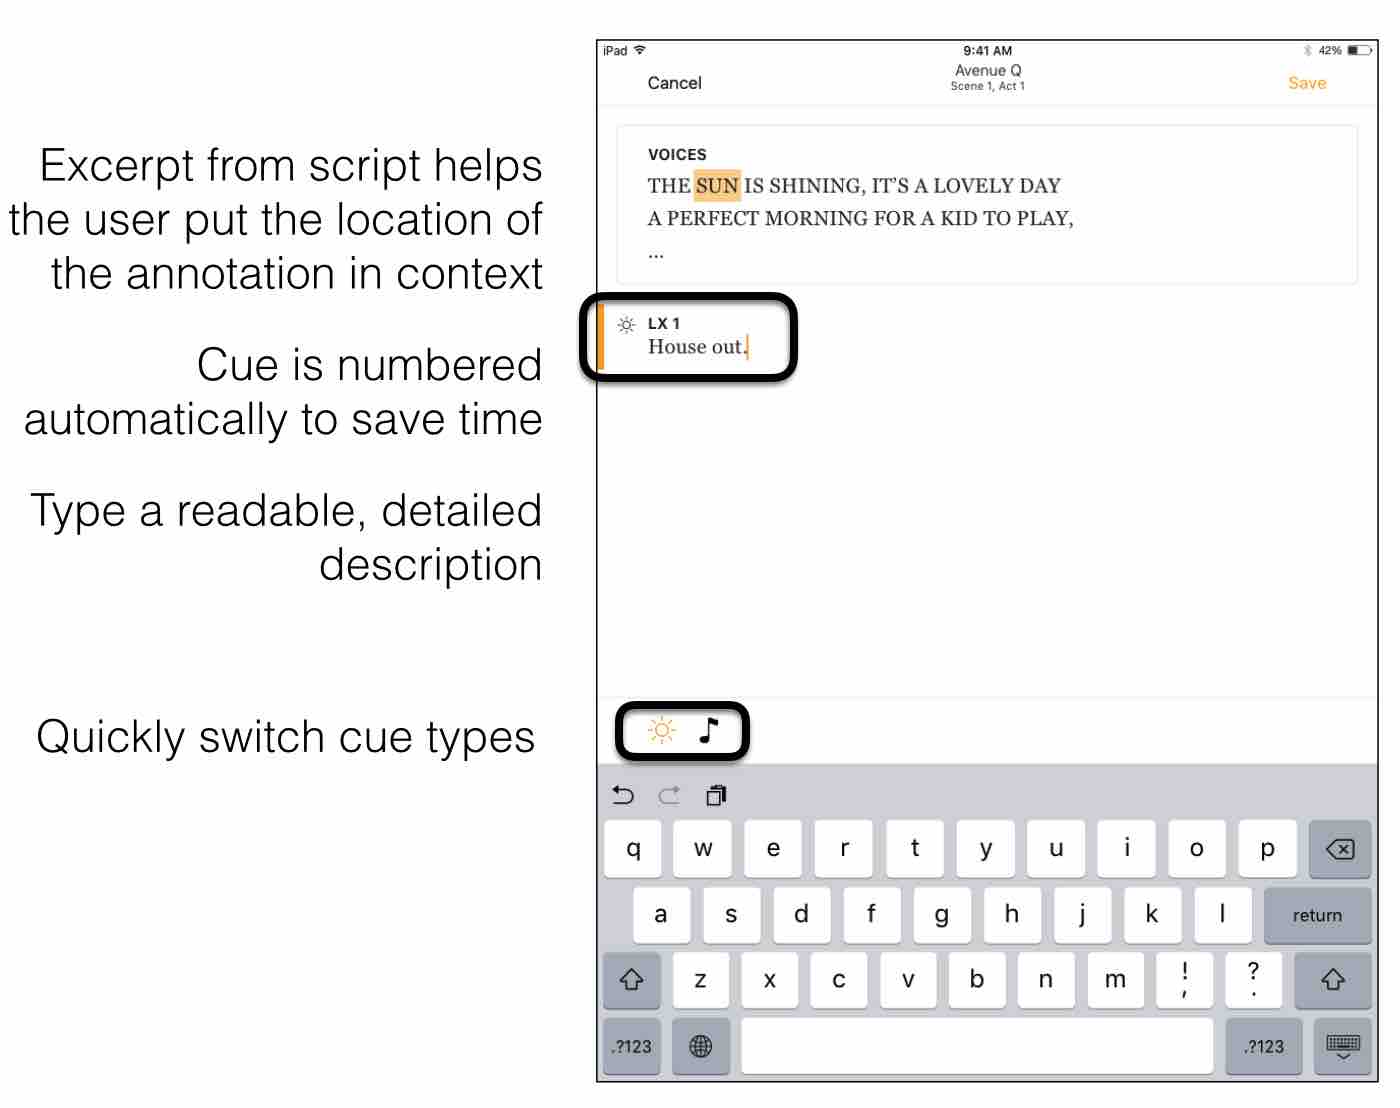 Excerpt from script helps
the user put the location of
the annotation in context
Cue is numbered
automatically to save time
Type a readable, detailed
description
Quickly switch cue types
iPad 9:41 AM 42%
Cancel Avenue Q Save
Scene 1, Act 1
VOICES
THE SUN IS SHINING, IT'S A LOVELY DAY
A PERFECT MORNING FOR A KID TO PLAY,
...
LX 1
House out.
q w e r t y u i o p
a s d f g h j k l return
z x c v b n m ! , ? .
.?123 .?123